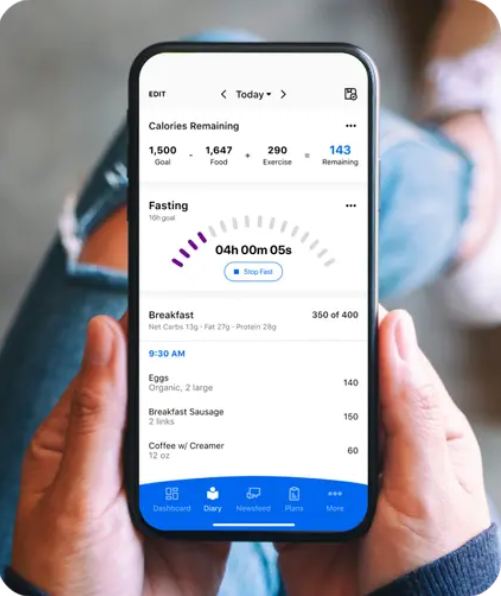 EDIT
Today
Calories Remaining
1,500 - 1,647 + 290 = 143
Goal Food Exercise Remaining
Fasting
16h goal
04h 00m 05s
Stop Fast
Breakfast 350 of 400
Net Carbs 13g • Fat 27g • Protein 28g
9:30 AM
Eggs 140
Organic, 2 large
Breakfast Sausage 150
2 links
Coffee w/ Creamer 60
12 oz
Dashboard Diary Newsfeed Plans More